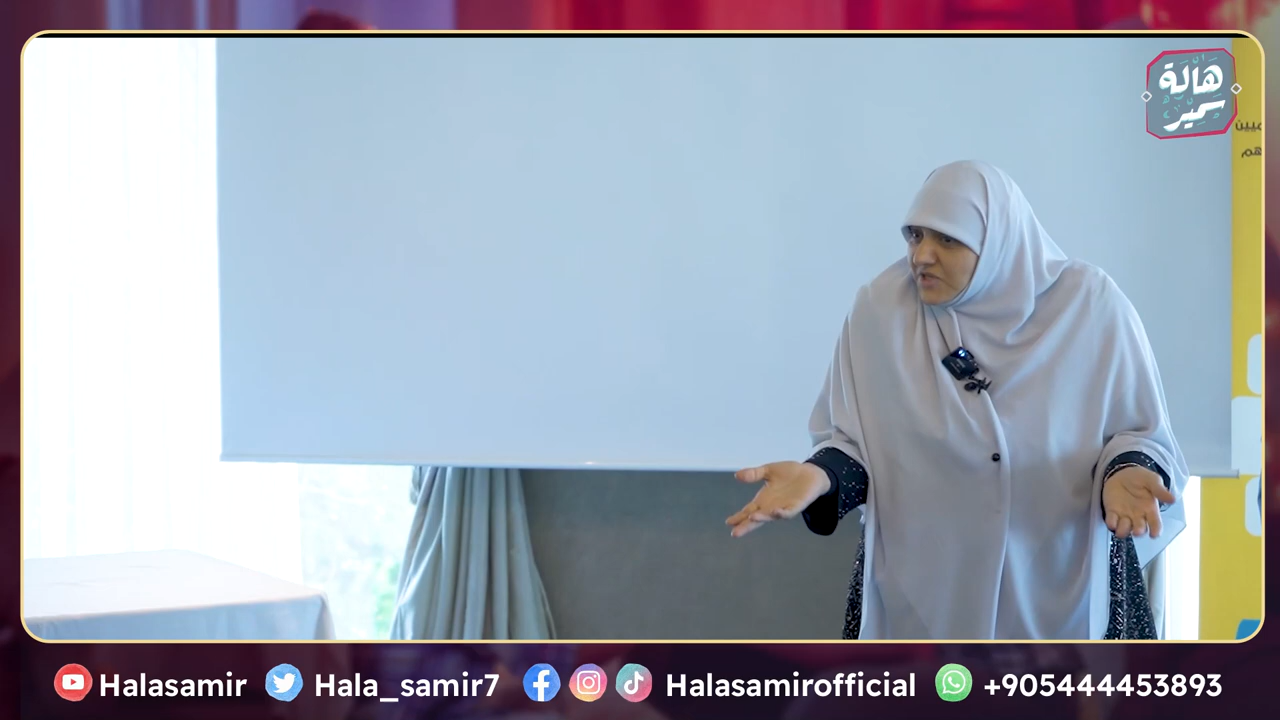 هالة
سمير
Halasamir
Hala_samir7
Halasamirofficial
+905444453893